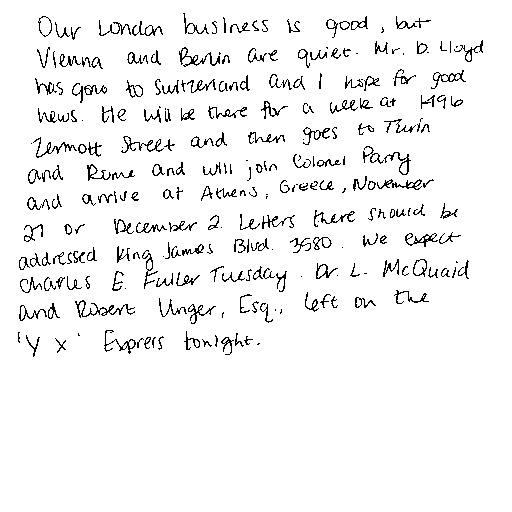 Our London business is good, but
Vienna and Berlin are quiet. Mr. D. Lloyd
has gone to Switzerland and I hope for good
news. He will be there for a week at 1496
Zermott Street and then goes to Turin
and Rome and will join Colonel Parry
and arrive at Athens, Greece, November
27 or December 2. Letters there should be
addressed King James Blvd. 3580. We expect
Charles E. Fuller Tuesday. Dr. L. McQuaid
and Robert Unger, Esq., left on the
'Y X' Express tonight.